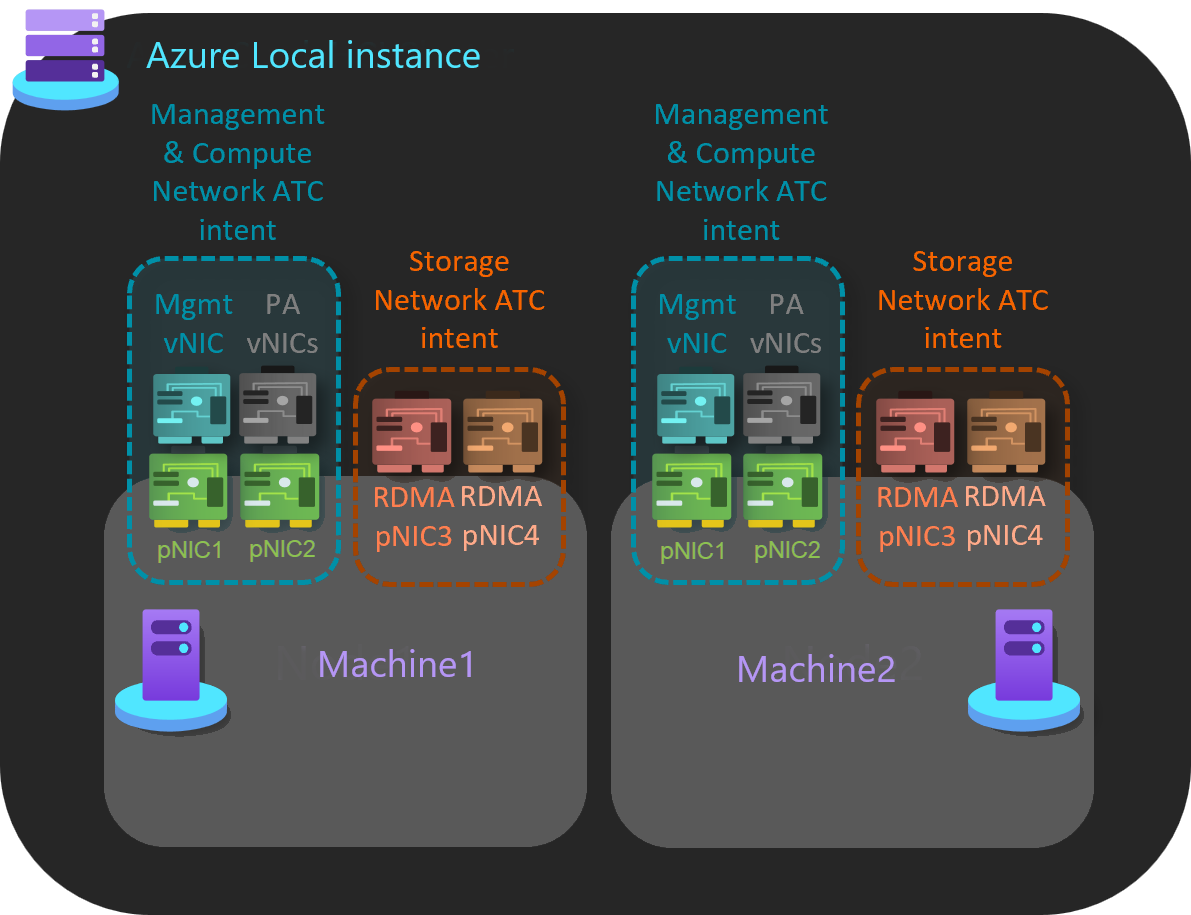 Azure Local instance
Management
& Compute
Network ATC
intent
Storage
Network ATC
intent
Mgmt
vNIC
PA
vNICs
pNIC1
pNIC2
RDMA
pNIC3
RDMA
pNIC4
Machine1
Management
& Compute
Network ATC
intent
Storage
Network ATC
intent
Mgmt
vNIC
PA
vNICs
pNIC1
pNIC2
RDMA
pNIC3
RDMA
pNIC4
Machine2